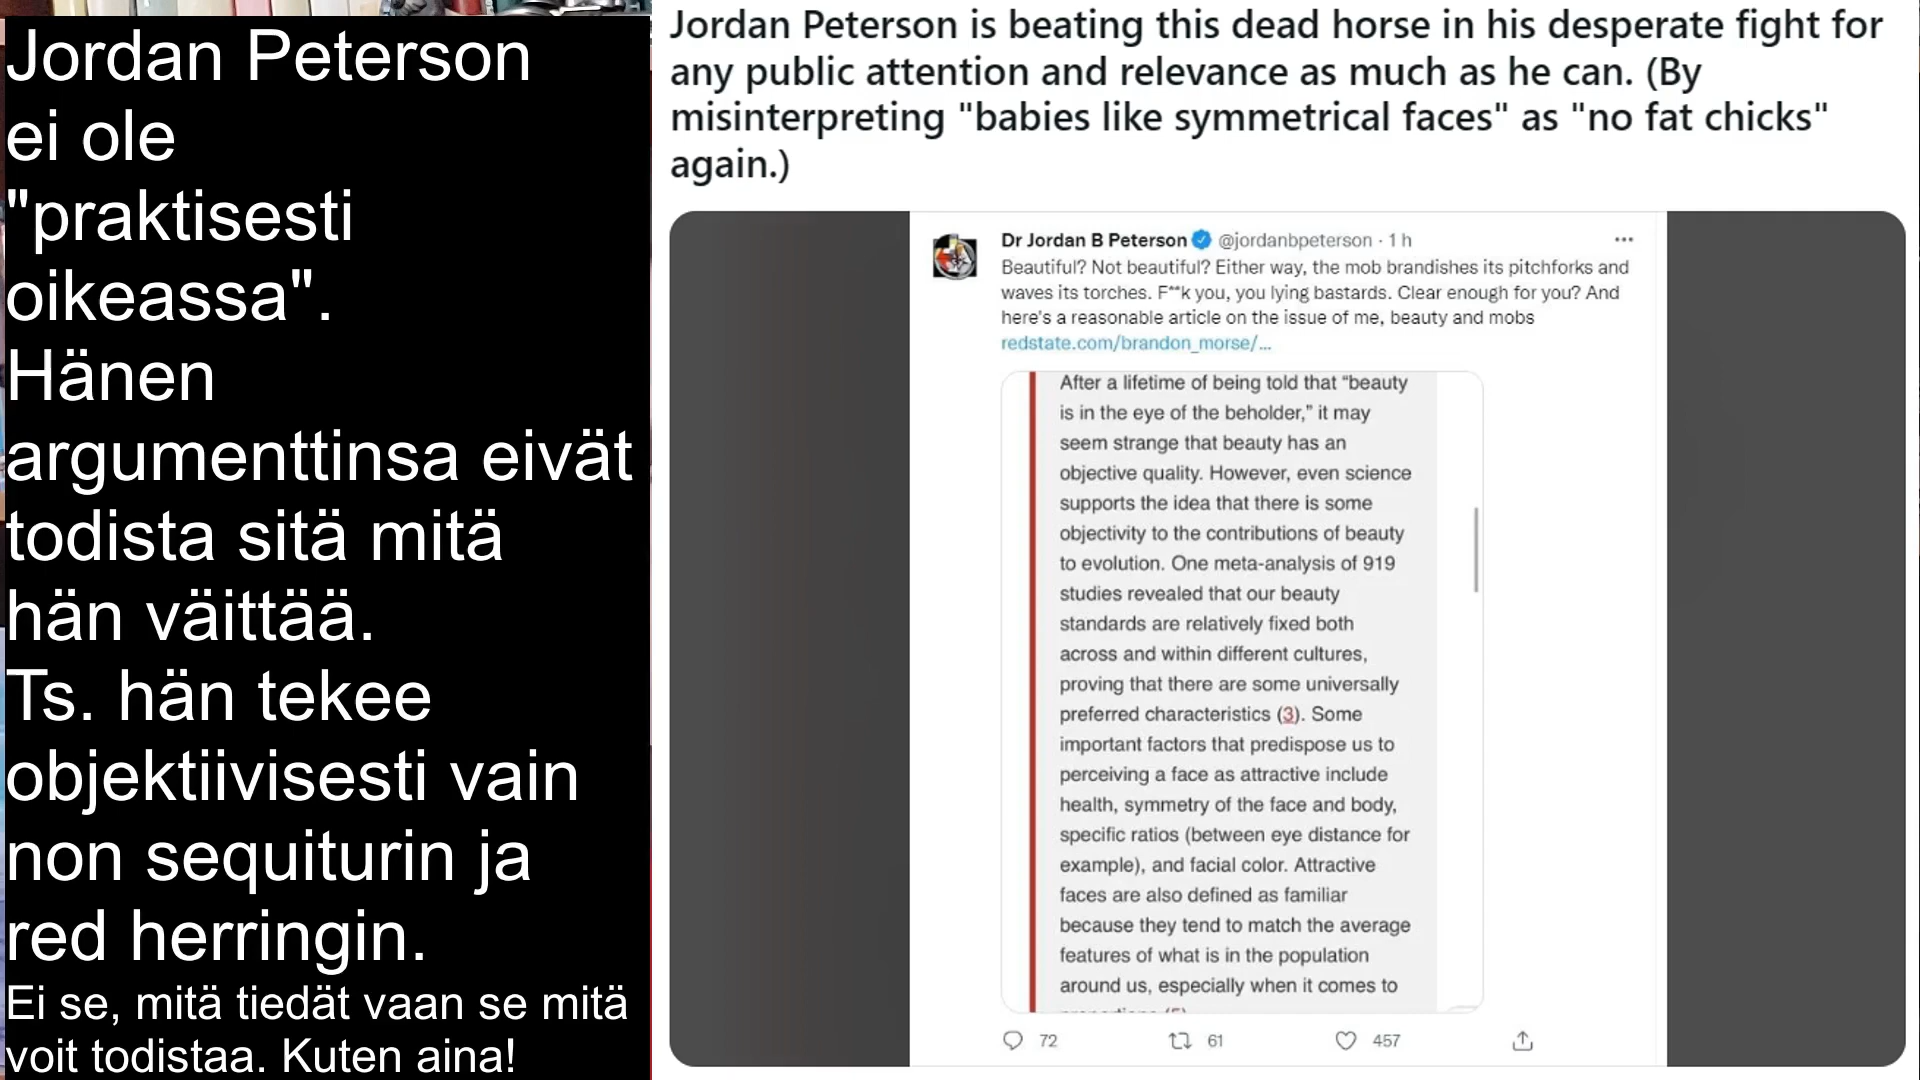 Jordan Peterson
ei ole
"praktisesti
oikeassa".
Hänen
argumenttinsa eivät
todista sitä mitä
hän väittää.
Ts. hän tekee
objektiivisesti vain
non sequiturin ja
red herringin.
Ei se, mitä tiedät vaan se mitä
voit todistaa. Kuten aina!
Jordan Peterson is beating this dead horse in his desperate fight for
any public attention and relevance as much as he can. (By
misinterpreting "babies like symmetrical faces" as "no fat chicks"
again.)
Dr Jordan B Peterson @jordanbpeterson · 1 h
Beautiful? Not beautiful? Either way, the mob brandishes its pitchforks and
waves its torches. F**k you, you lying bastards. Clear enough for you? And
here's a reasonable article on the issue of me, beauty and mobs
redstate.com/brandon_morse/...
After a lifetime of being told that "beauty
is in the eye of the beholder," it may
seem strange that beauty has an
objective quality. However, even science
supports the idea that there is some
objectivity to the contributions of beauty
to evolution. One meta-analysis of 919
studies revealed that our beauty
standards are relatively fixed both
across and within different cultures,
proving that there are some universally
preferred characteristics (3). Some
important factors that predispose us to
perceiving a face as attractive include
health, symmetry of the face and body,
specific ratios (between eye distance for
example), and facial color. Attractive
faces are also defined as familiar
because they tend to match the average
features of what is in the population
around us, especially when it comes to
72 61 457